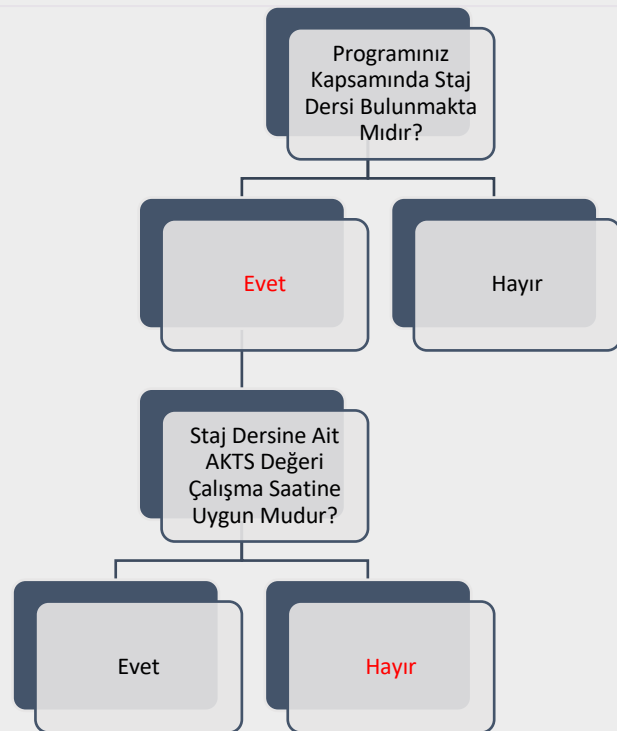 Programınız
Kapsamında Staj
Dersi Bulunmakta
Mıdır?
Evet
Hayır
Staj Dersine Ait
AKTS Değeri
Çalışma Saatine
Uygun Mudur?
Evet
Hayır